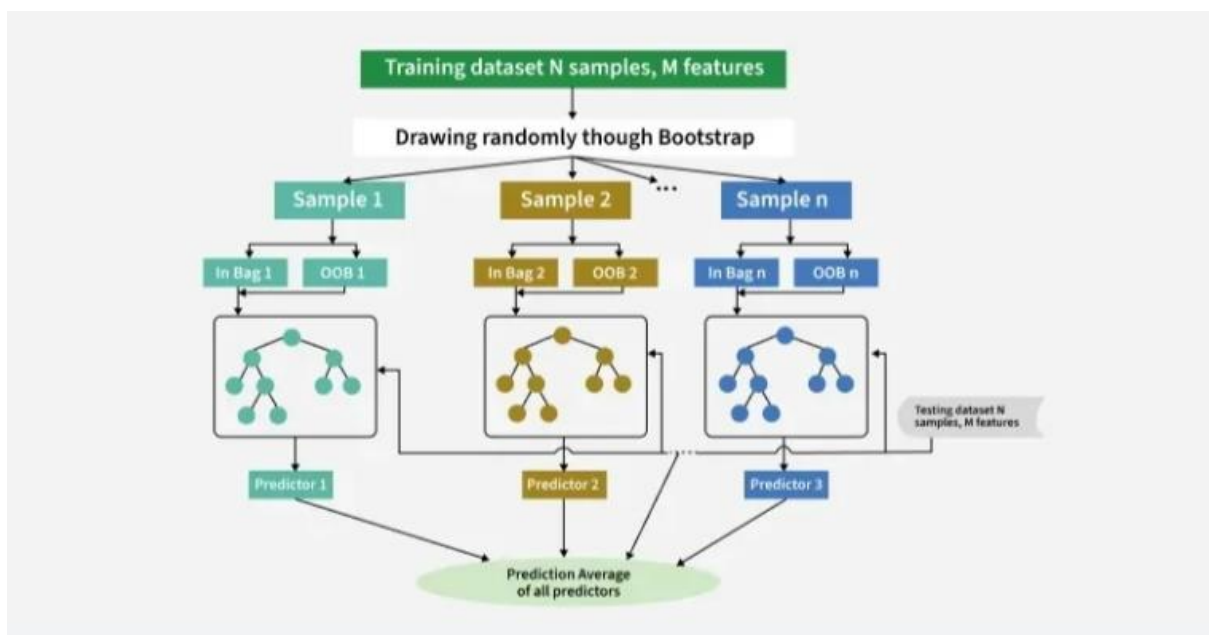 Training dataset N samples, M features
Drawing randomly though Bootstrap
...
Sample 1
Sample 2
Sample n
In Bag 1
OOB 1
In Bag 2
OOB 2
In Bag n
OOB n
Testing dataset N
samples, M features
...
Predictor 1
Predictor 2
Predictor 3
Prediction Average
of all predictors